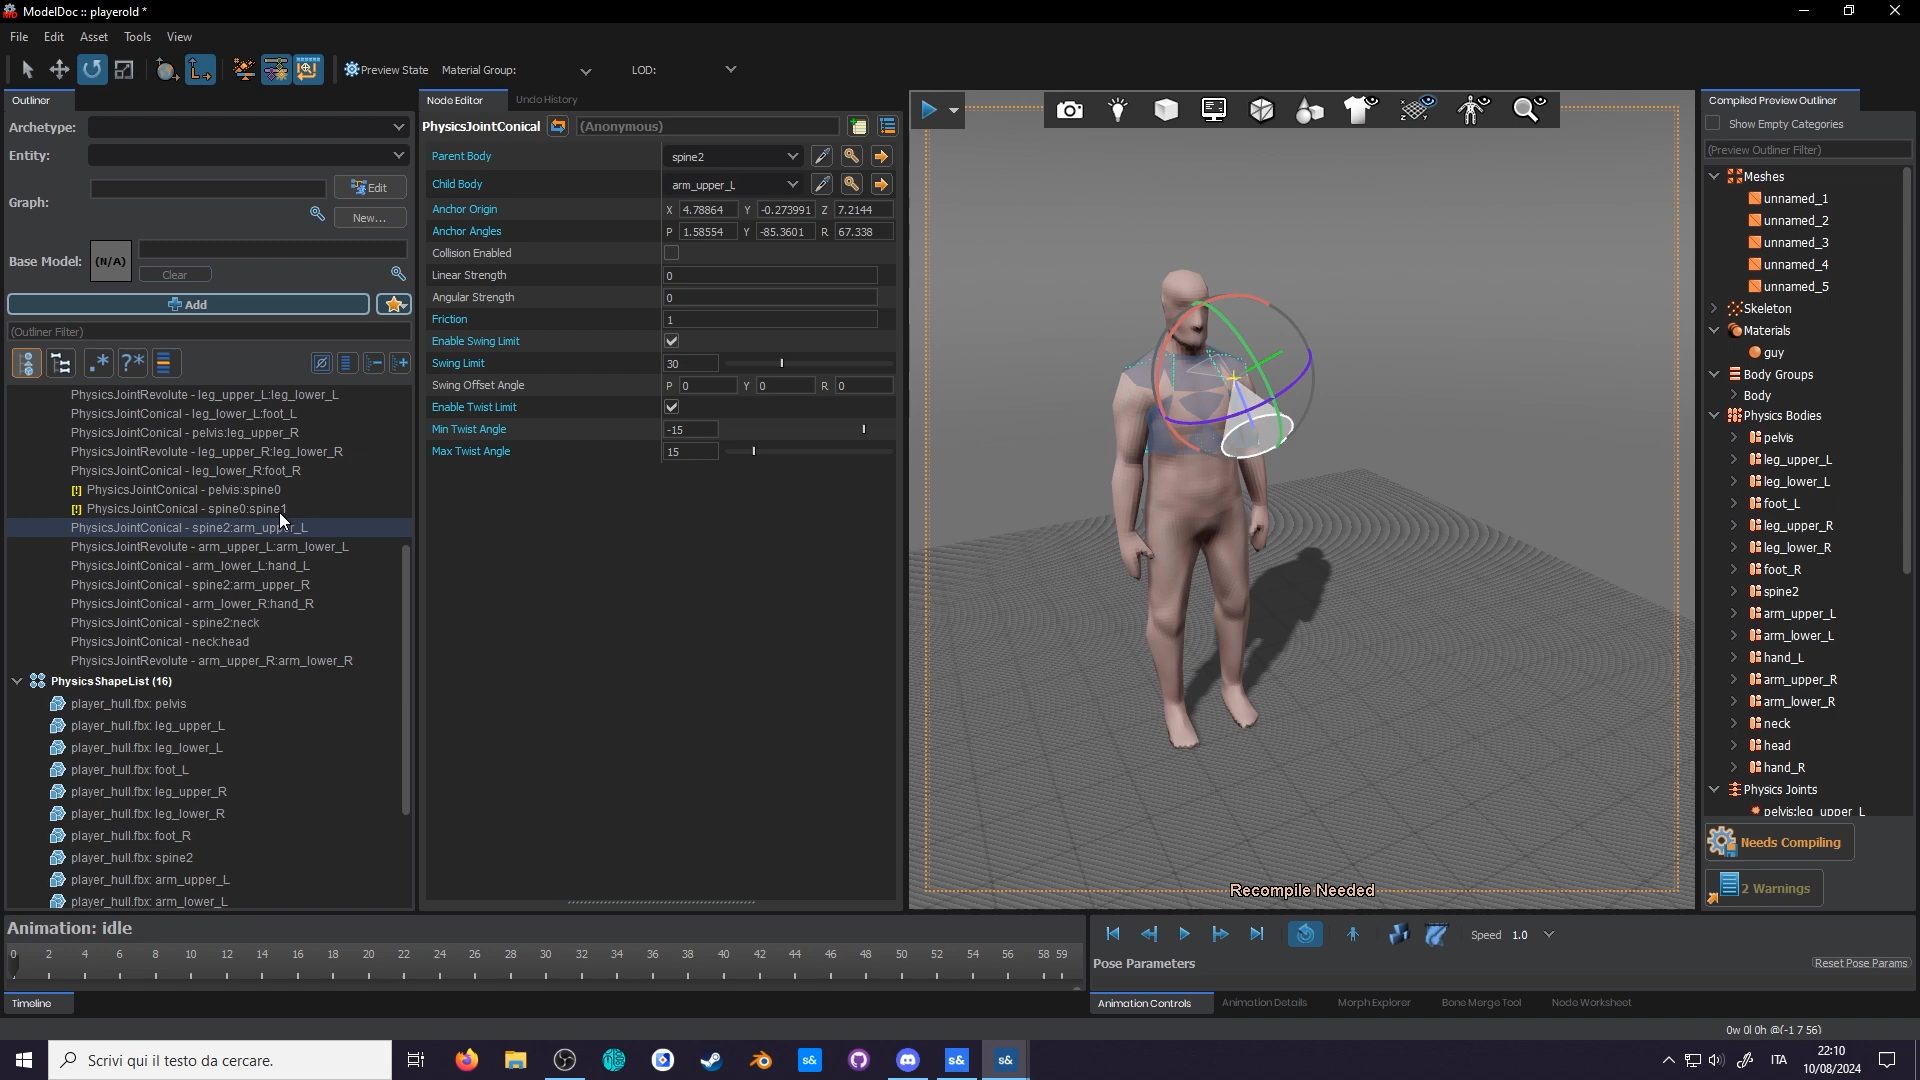 ModelDoc :: playerold *
File Edit Asset Tools View
Preview State Material Group: LOD:
Outliner
Archetype:
Entity:
Graph:
Edit
New...
Base Model:
(N/A)
Clear
Add
(Outliner Filter)
.* ?*
PhysicsJointRevolute - leg_upper_L:leg_lower_L
PhysicsJointConical - leg_lower_L:foot_L
PhysicsJointConical - pelvis:leg_upper_R
PhysicsJointRevolute - leg_upper_R:leg_lower_R
PhysicsJointConical - leg_lower_R:foot_R
[!] PhysicsJointConical - pelvis:spine0
[!] PhysicsJointConical - spine0:spine1
PhysicsJointConical - spine2:arm_upper_L
PhysicsJointRevolute - arm_upper_L:arm_lower_L
PhysicsJointConical - arm_lower_L:hand_L
PhysicsJointConical - spine2:arm_upper_R
PhysicsJointConical - arm_lower_R:hand_R
PhysicsJointConical - spine2:neck
PhysicsJointConical - neck:head
PhysicsJointRevolute - arm_upper_R:arm_lower_R
PhysicsShapeList (16)
player_hull.fbx: pelvis
player_hull.fbx: leg_upper_L
player_hull.fbx: leg_lower_L
player_hull.fbx: foot_L
player_hull.fbx: leg_upper_R
player_hull.fbx: leg_lower_R
player_hull.fbx: foot_R
player_hull.fbx: spine2
player_hull.fbx: arm_upper_L
player_hull.fbx: arm_lower_L
Node Editor Undo History
PhysicsJointConical (Anonymous)
Parent Body spine2
Child Body arm_upper_L
Anchor Origin X 4.78864 Y -0.273991 Z 7.2144
Anchor Angles P 1.58554 Y -85.3601 R 67.338
Collision Enabled
Linear Strength 0
Angular Strength 0
Friction 1
Enable Swing Limit
Swing Limit 30
Swing Offset Angle P 0 Y 0 R 0
Enable Twist Limit
Min Twist Angle -15
Max Twist Angle 15
Recompile Needed
Compiled Preview Outliner
Show Empty Categories
(Preview Outliner Filter)
Meshes
unnamed_1
unnamed_2
unnamed_3
unnamed_4
unnamed_5
Skeleton
Materials
guy
Body Groups
Body
Physics Bodies
pelvis
leg_upper_L
leg_lower_L
foot_L
leg_upper_R
leg_lower_R
foot_R
spine2
arm_upper_L
arm_lower_L
hand_L
arm_upper_R
arm_lower_R
neck
head
hand_R
Physics Joints
pelvis:leg_upper_L
Needs Compiling
2 Warnings
Animation: idle
0 2 4 6 8 10 12 14 16 18 20 22 24 26 28 30 32 34 36 38 40 42 44 46 48 50 52 54 56 58 59
Timeline
Speed 1.0
Pose Parameters
Reset Pose Params
Animation Controls Animation Details Morph Explorer Bone Merge Tool Node Worksheet
0w 0l 0h @(-1 7 56)
Scrivi qui il testo da cercare.
s& s& s&
ITA
22:10
10/08/2024